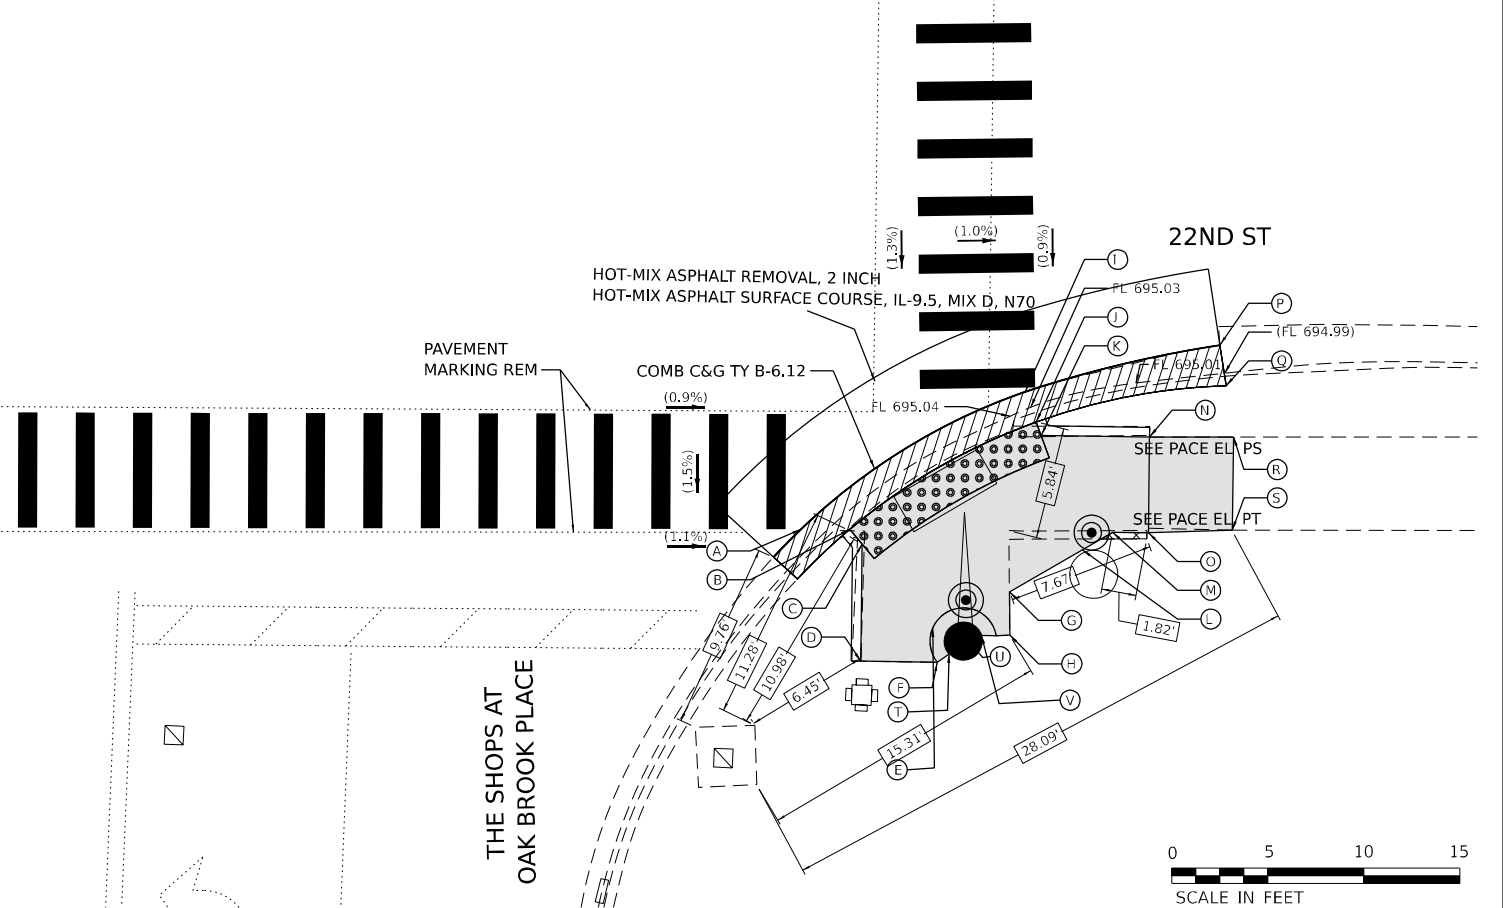 22ND ST
(1.3%)
(1.0%)
(0.9%)
I
HOT-MIX ASPHALT REMOVAL, 2 INCH
FL 695.03
HOT-MIX ASPHALT SURFACE COURSE, IL-9.5, MIX D, N70
P
J
(FL 694.99)
K
PAVEMENT
MARKING REM
COMB C&G TY B-6.12
FL 695.01
Q
(0.9%)
FL 695.04
N
SEE PACE EL PS
R
(1.5%)
5.84'
S
SEE PACE EL PT
(1.1%)
A
O
B
7.67'
M
C
L
G
1.82'
9.76'
D
11.28'
10.98'
U
H
6.45'
F
V
T
15.31'
28.09'
E
THE SHOPS AT
OAK BROOK PLACE
0 5 10 15
SCALE IN FEET